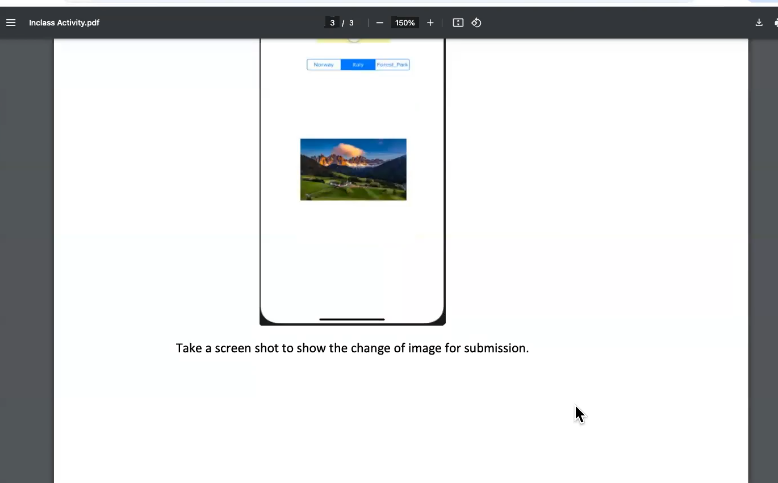 Inclass Activity.pdf
3 / 3
150%
Norway
Forrest_Park
Take a screen shot to show the change of image for submission.